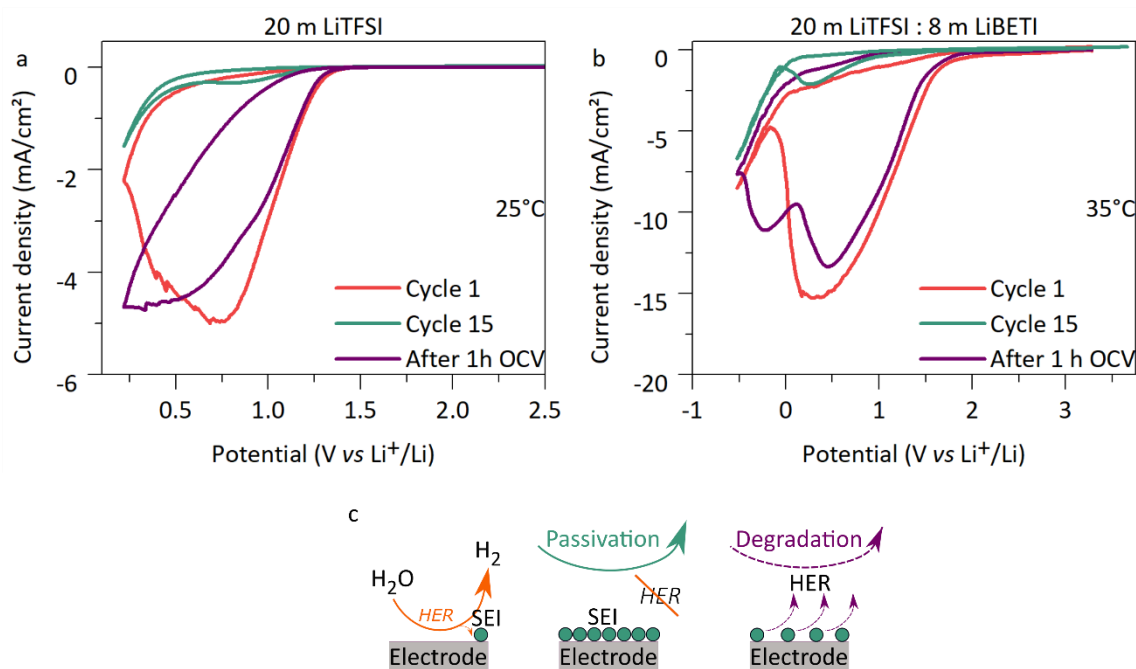 20 m LiTFSI
a
0
-2
-4
-6
Current density (mA/cm²)
25°C
Cycle 1
Cycle 15
After 1h OCV
0.5 1.0 1.5 2.0 2.5
Potential (V vs Li⁺/Li)
20 m LiTFSI : 8 m LiBETI
b
0
-5
-10
-15
-20
Current density (mA/cm²)
35°C
Cycle 1
Cycle 15
After 1 h OCV
-1 0 1 2 3
Potential (V vs Li⁺/Li)
c
H₂O
HER
H₂
SEI
Electrode
Passivation
HER
SEI
Electrode
Degradation
HER
Electrode